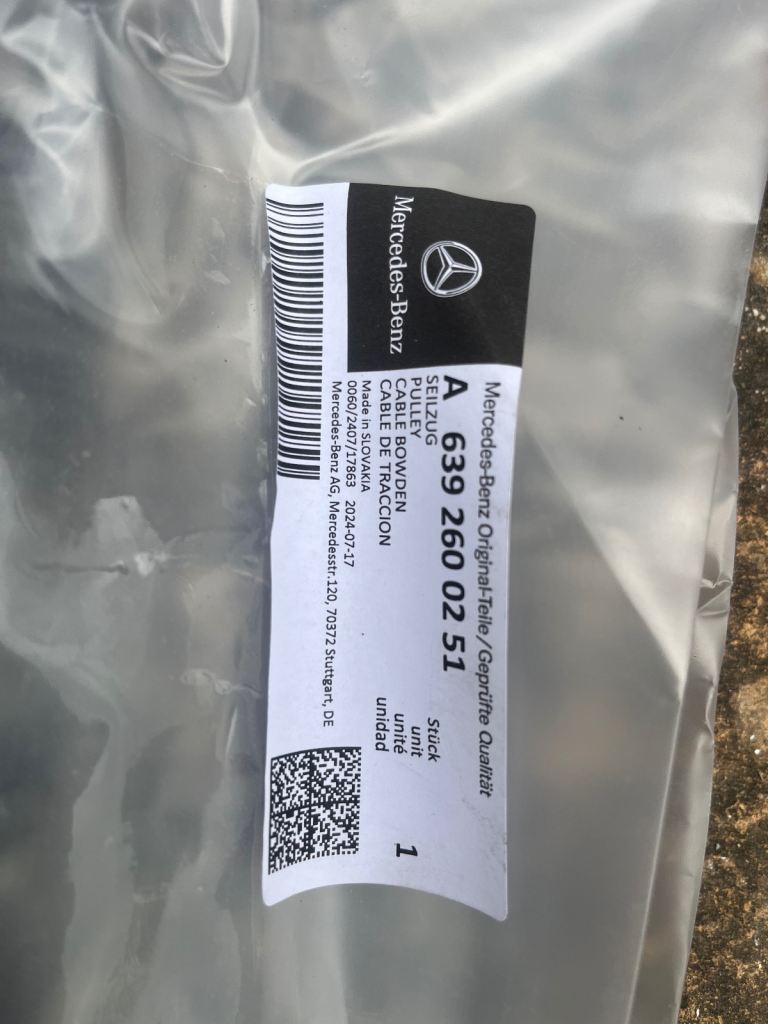 Mercedes-Benz
Mercedes-Benz Original-Teile/Geprüfte Qualität
A 639 260 02 51
SEILZUG
PULLEY
CABLE BOWDEN
CABLE DE TRACCION
Stück
unit
unité
unidad
1
Made in SLOVAKIA
0060/2407/17863 2024-07-17
Mercedes-Benz AG, Mercedesstr.120, 70372 Stuttgart, DE